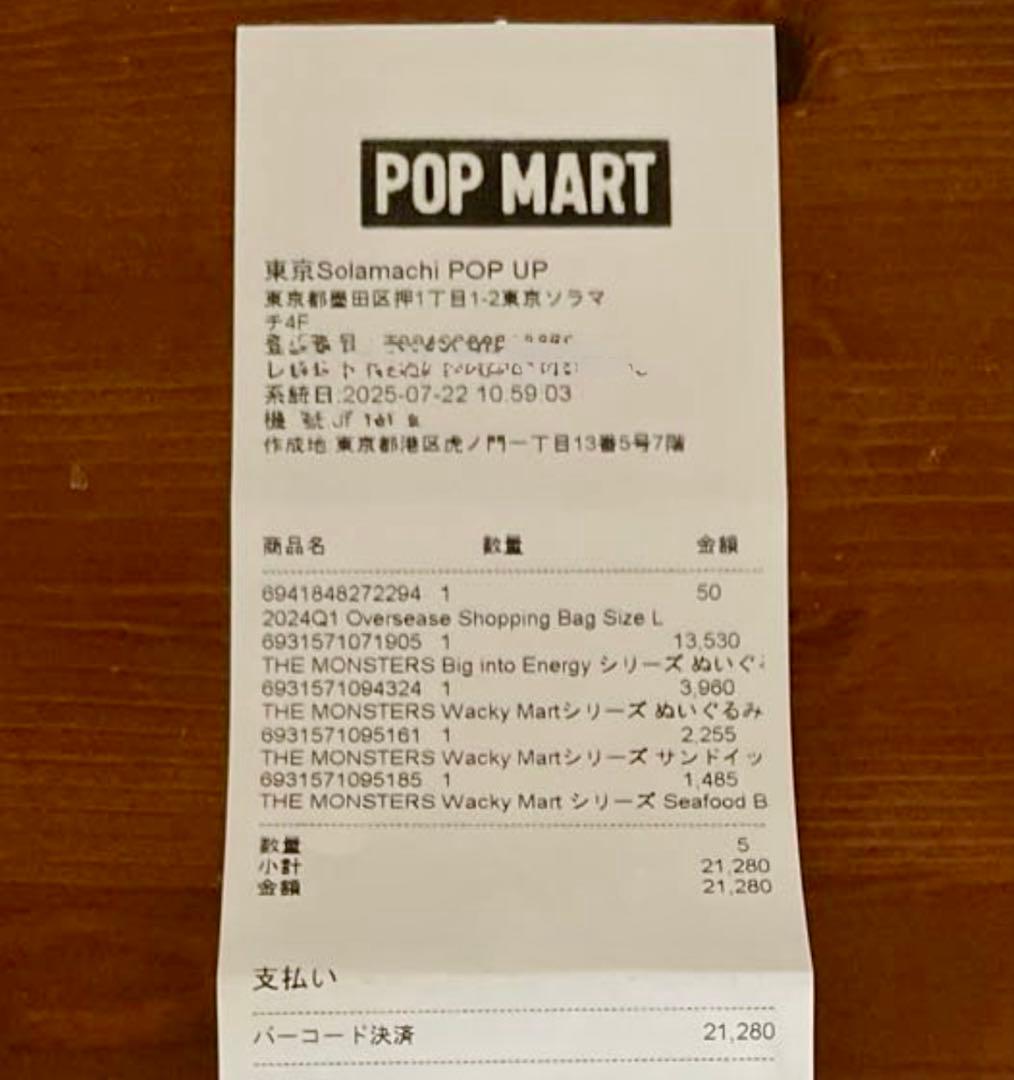 POP MART
東京Solamachi POP UP
東京都墨田区押1丁目1-2東京ソラマ
チ4F
系統日:2025-07-22 10:59:03
作成地 東京都港区虎ノ門一丁目13番5号7階
商品名 数量 金額
6941848272294 1 50
2024Q1 Oversease Shopping Bag Size L
6931571071905 1 13,530
THE MONSTERS Big into Energy シリーズ ぬいぐ
6931571094324 1 3,960
THE MONSTERS Wacky Martシリーズ ぬいぐるみ
6931571095161 1 2,255
THE MONSTERS Wacky Martシリーズ サンドイッ
6931571095185 1 1,485
THE MONSTERS Wacky Mart シリーズ Seafood B
数量 5
小計 21,280
金額 21,280
支払い
バーコード決済 21,280